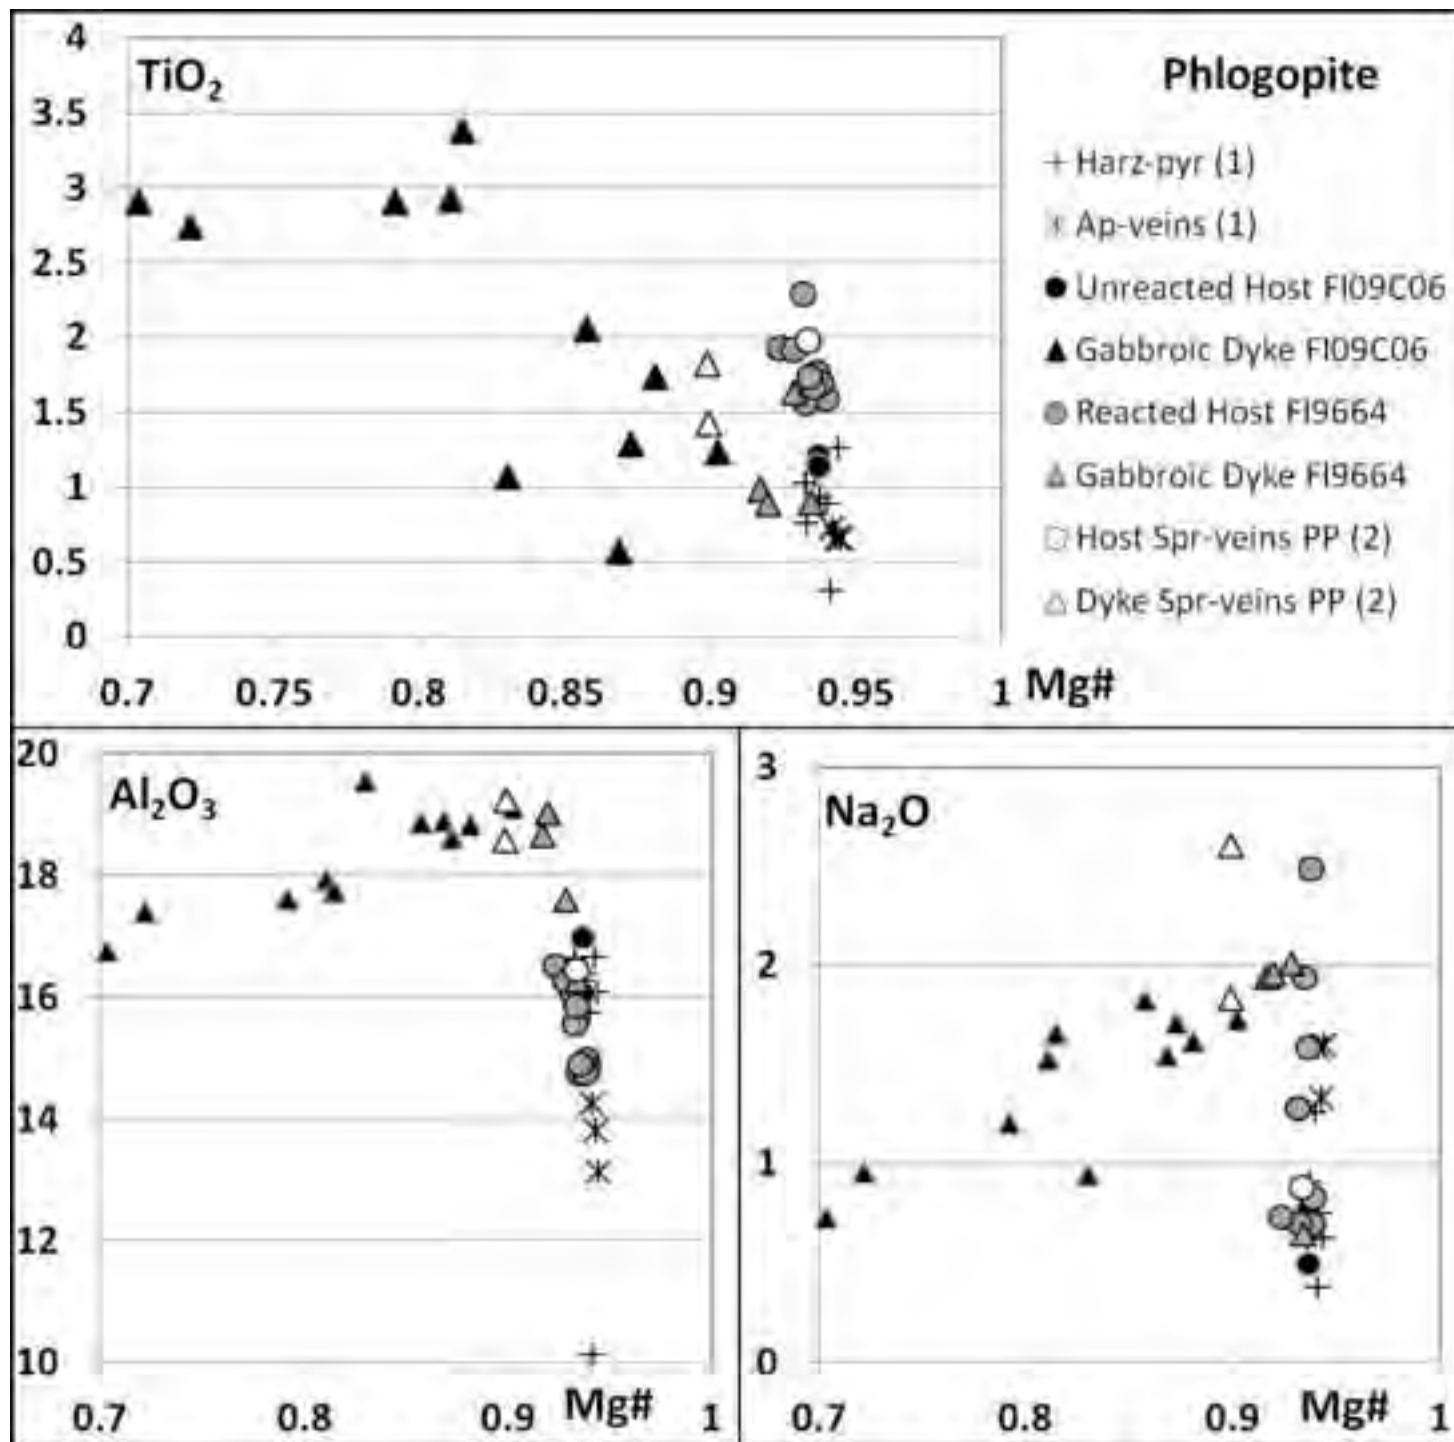 4
TiO₂
3.5
3
2.5
2
1.5
1
0.5
0
0.7 0.75 0.8 0.85 0.9 0.95 1 Mg#
Phlogopite
Harz-pyr (1)
Ap-veins (1)
Unreacted Host FI09C06
Gabbroic Dyke FI09C06
Reacted Host FI9664
Gabbroic Dyke FI9664
Host Spr-veins PP (2)
Dyke Spr-veins PP (2)
20
Al₂O₃
18
16
14
12
10
0.7 0.8 0.9 Mg# 1
3
Na₂O
2
1
0
0.7 0.8 0.9 Mg# 1